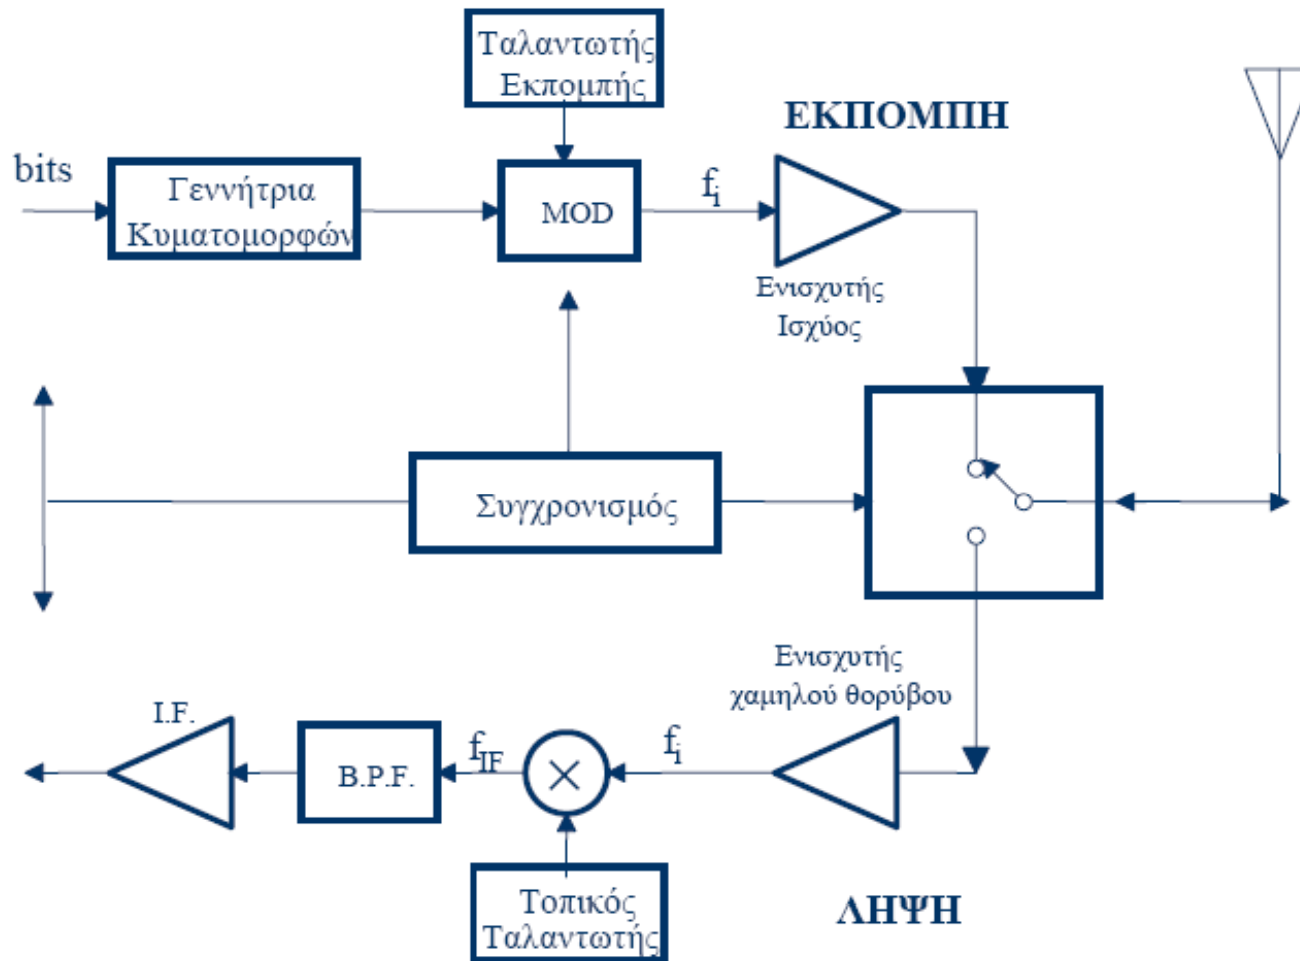 Ταλαντωτής
Εκπομπής
ΕΚΠΟΜΠΗ
bits
Γεννήτρια
Κυματομορφών
MOD
fi
Ενισχυτής
Ισχύος
Συγχρονισμός
Ενισχυτής
χαμηλού θορύβου
I.F.
B.P.F.
fIF
fi
Τοπικός
Ταλαντωτής
ΛΗΨΗ